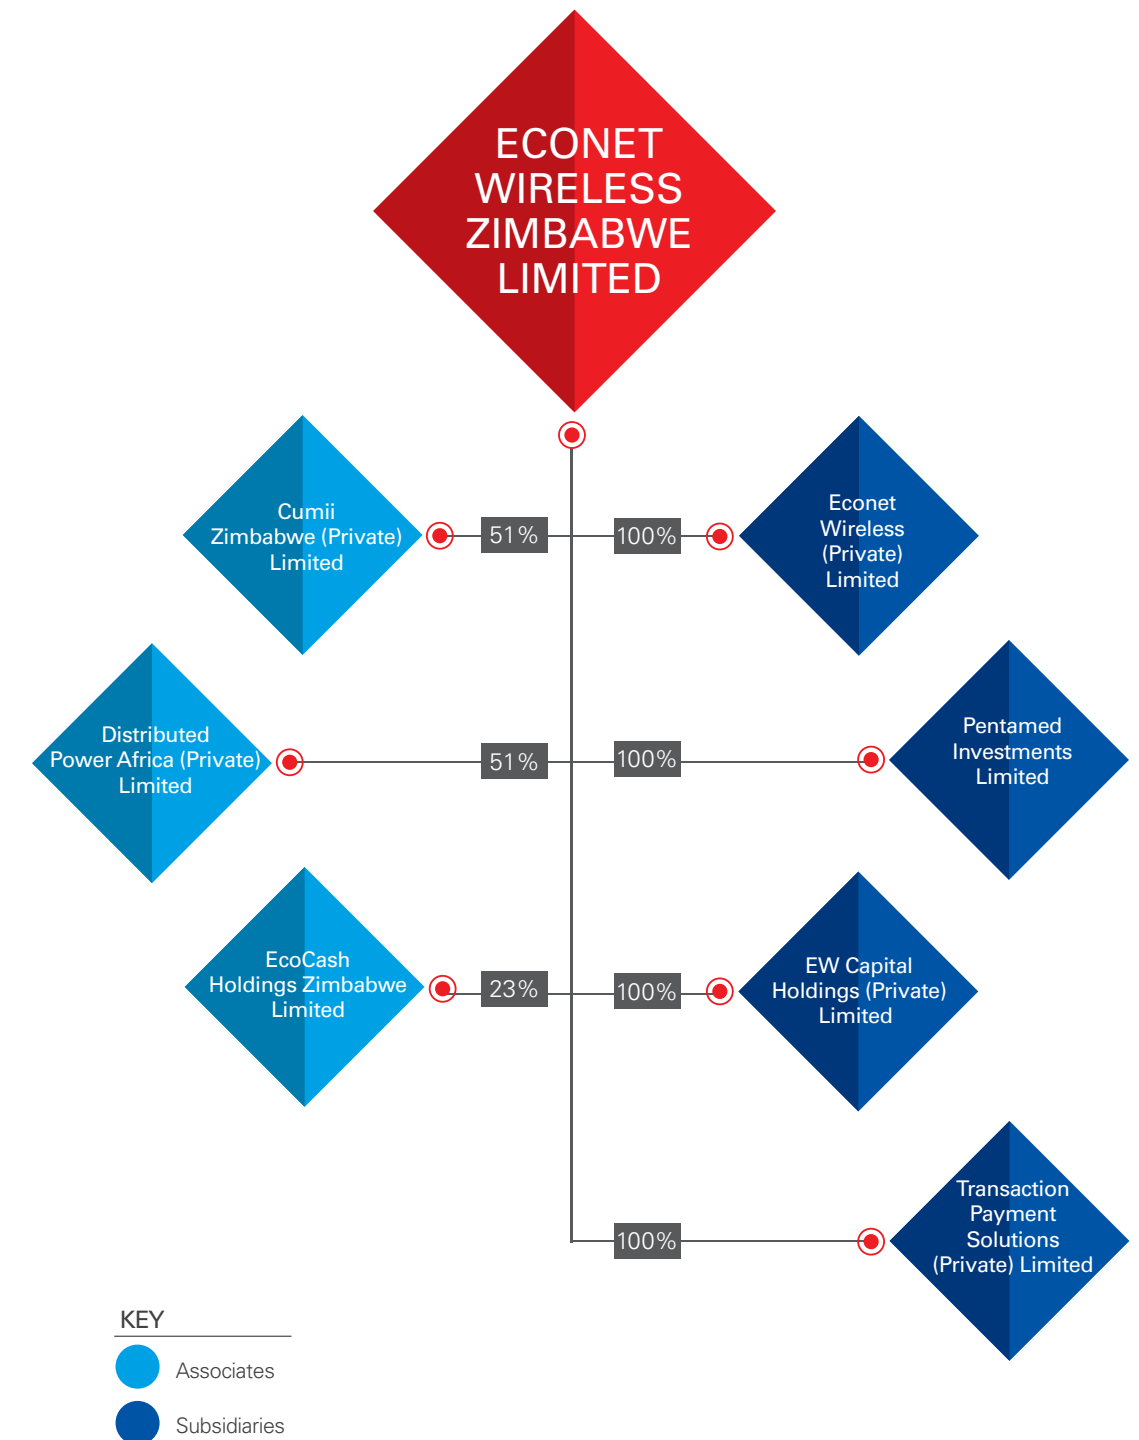 ECONET
WIRELESS
ZIMBABWE
LIMITED
Cumii
Zimbabwe (Private)
Limited
51%
100%
Econet
Wireless
(Private)
Limited
Distributed
Power Africa (Private)
Limited
51%
100%
Pentamed
Investments
Limited
EcoCash
Holdings Zimbabwe
Limited
23%
100%
EW Capital
Holdings (Private)
Limited
100%
Transaction
Payment
Solutions
(Private) Limited
KEY
Associates
Subsidiaries